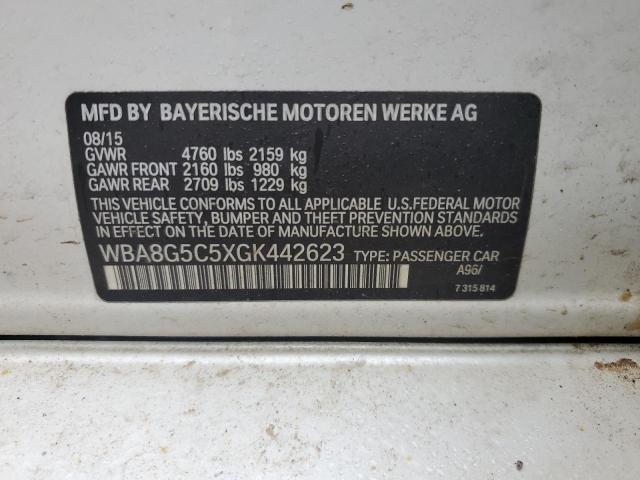 MFD BY BAYERISCHE MOTOREN WERKE AG
08/15
GVWR 4760 lbs 2159 kg
GAWR FRONT 2160 lbs 980 kg
GAWR REAR 2709 lbs 1229 kg
THIS VEHICLE CONFORMS TO ALL APPLICABLE U.S.FEDERAL MOTOR
VEHICLE SAFETY, BUMPER AND THEFT PREVENTION STANDARDS
IN EFFECT ON THE DATE OF MANUFACTURE SHOWN ABOVE.
WBA8G5C5XGK442623 TYPE: PASSENGER CAR
A96/
7 315 814